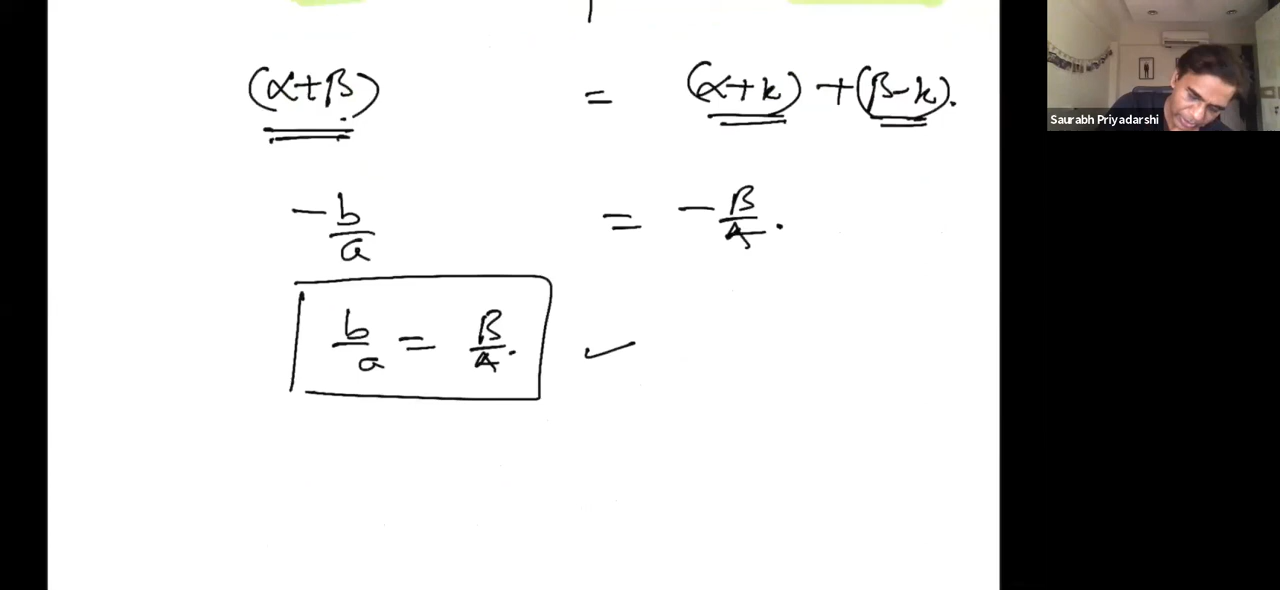 (α+β) = (α+k) + (β-k).
Saurabh Priyadarshi
-b/a = -B/A.
b/a = B/A. ✓